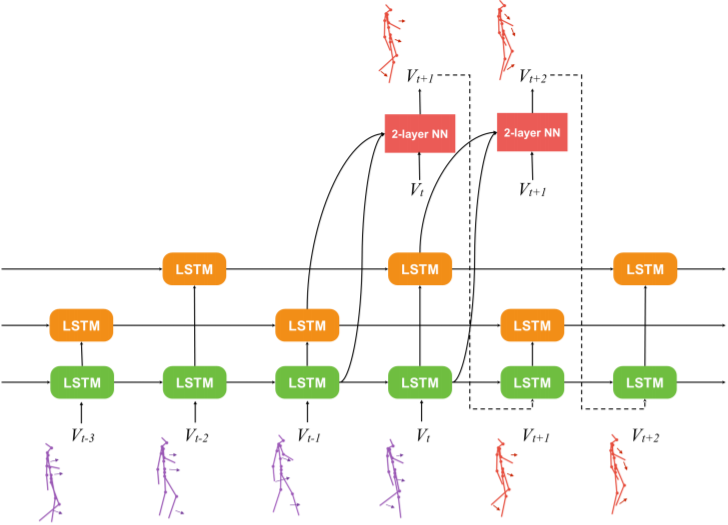 V_{t+1} V_{t+2}
2-layer NN 2-layer NN
V_t V_{t+1}
LSTM LSTM LSTM
LSTM LSTM LSTM
LSTM LSTM LSTM LSTM LSTM LSTM
V_{t-3} V_{t-2} V_{t-1} V_t V_{t+1} V_{t+2}